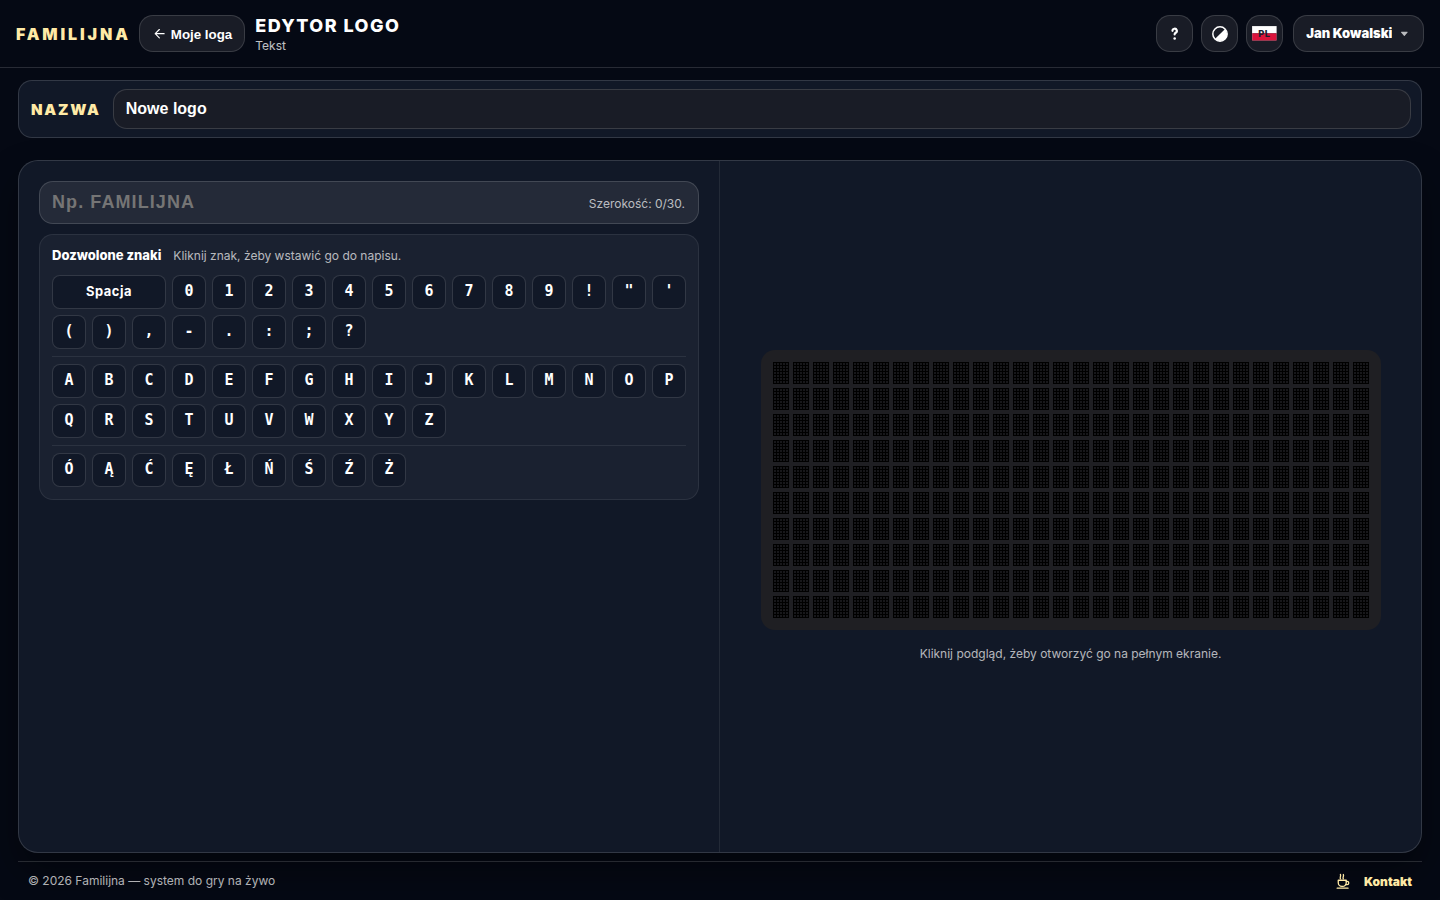 FAMILIJNA
← Moje loga
EDYTOR LOGO
Tekst
?
PL
Jan Kowalski
NAZWA
Nowe logo
Np. FAMILIJNA
Szerokość: 0/30.
Dozwolone znaki Kliknij znak, żeby wstawić go do napisu.
Spacja 0 1 2 3 4 5 6 7 8 9 ! " '
( ) , - . : ; ?
A B C D E F G H I J K L M N O P
Q R S T U V W X Y Z
Ó Ą Ć Ę Ł Ń Ś Ź Ż
Kliknij podgląd, żeby otworzyć go na pełnym ekranie.
© 2026 Familijna — system do gry na żywo
Kontakt